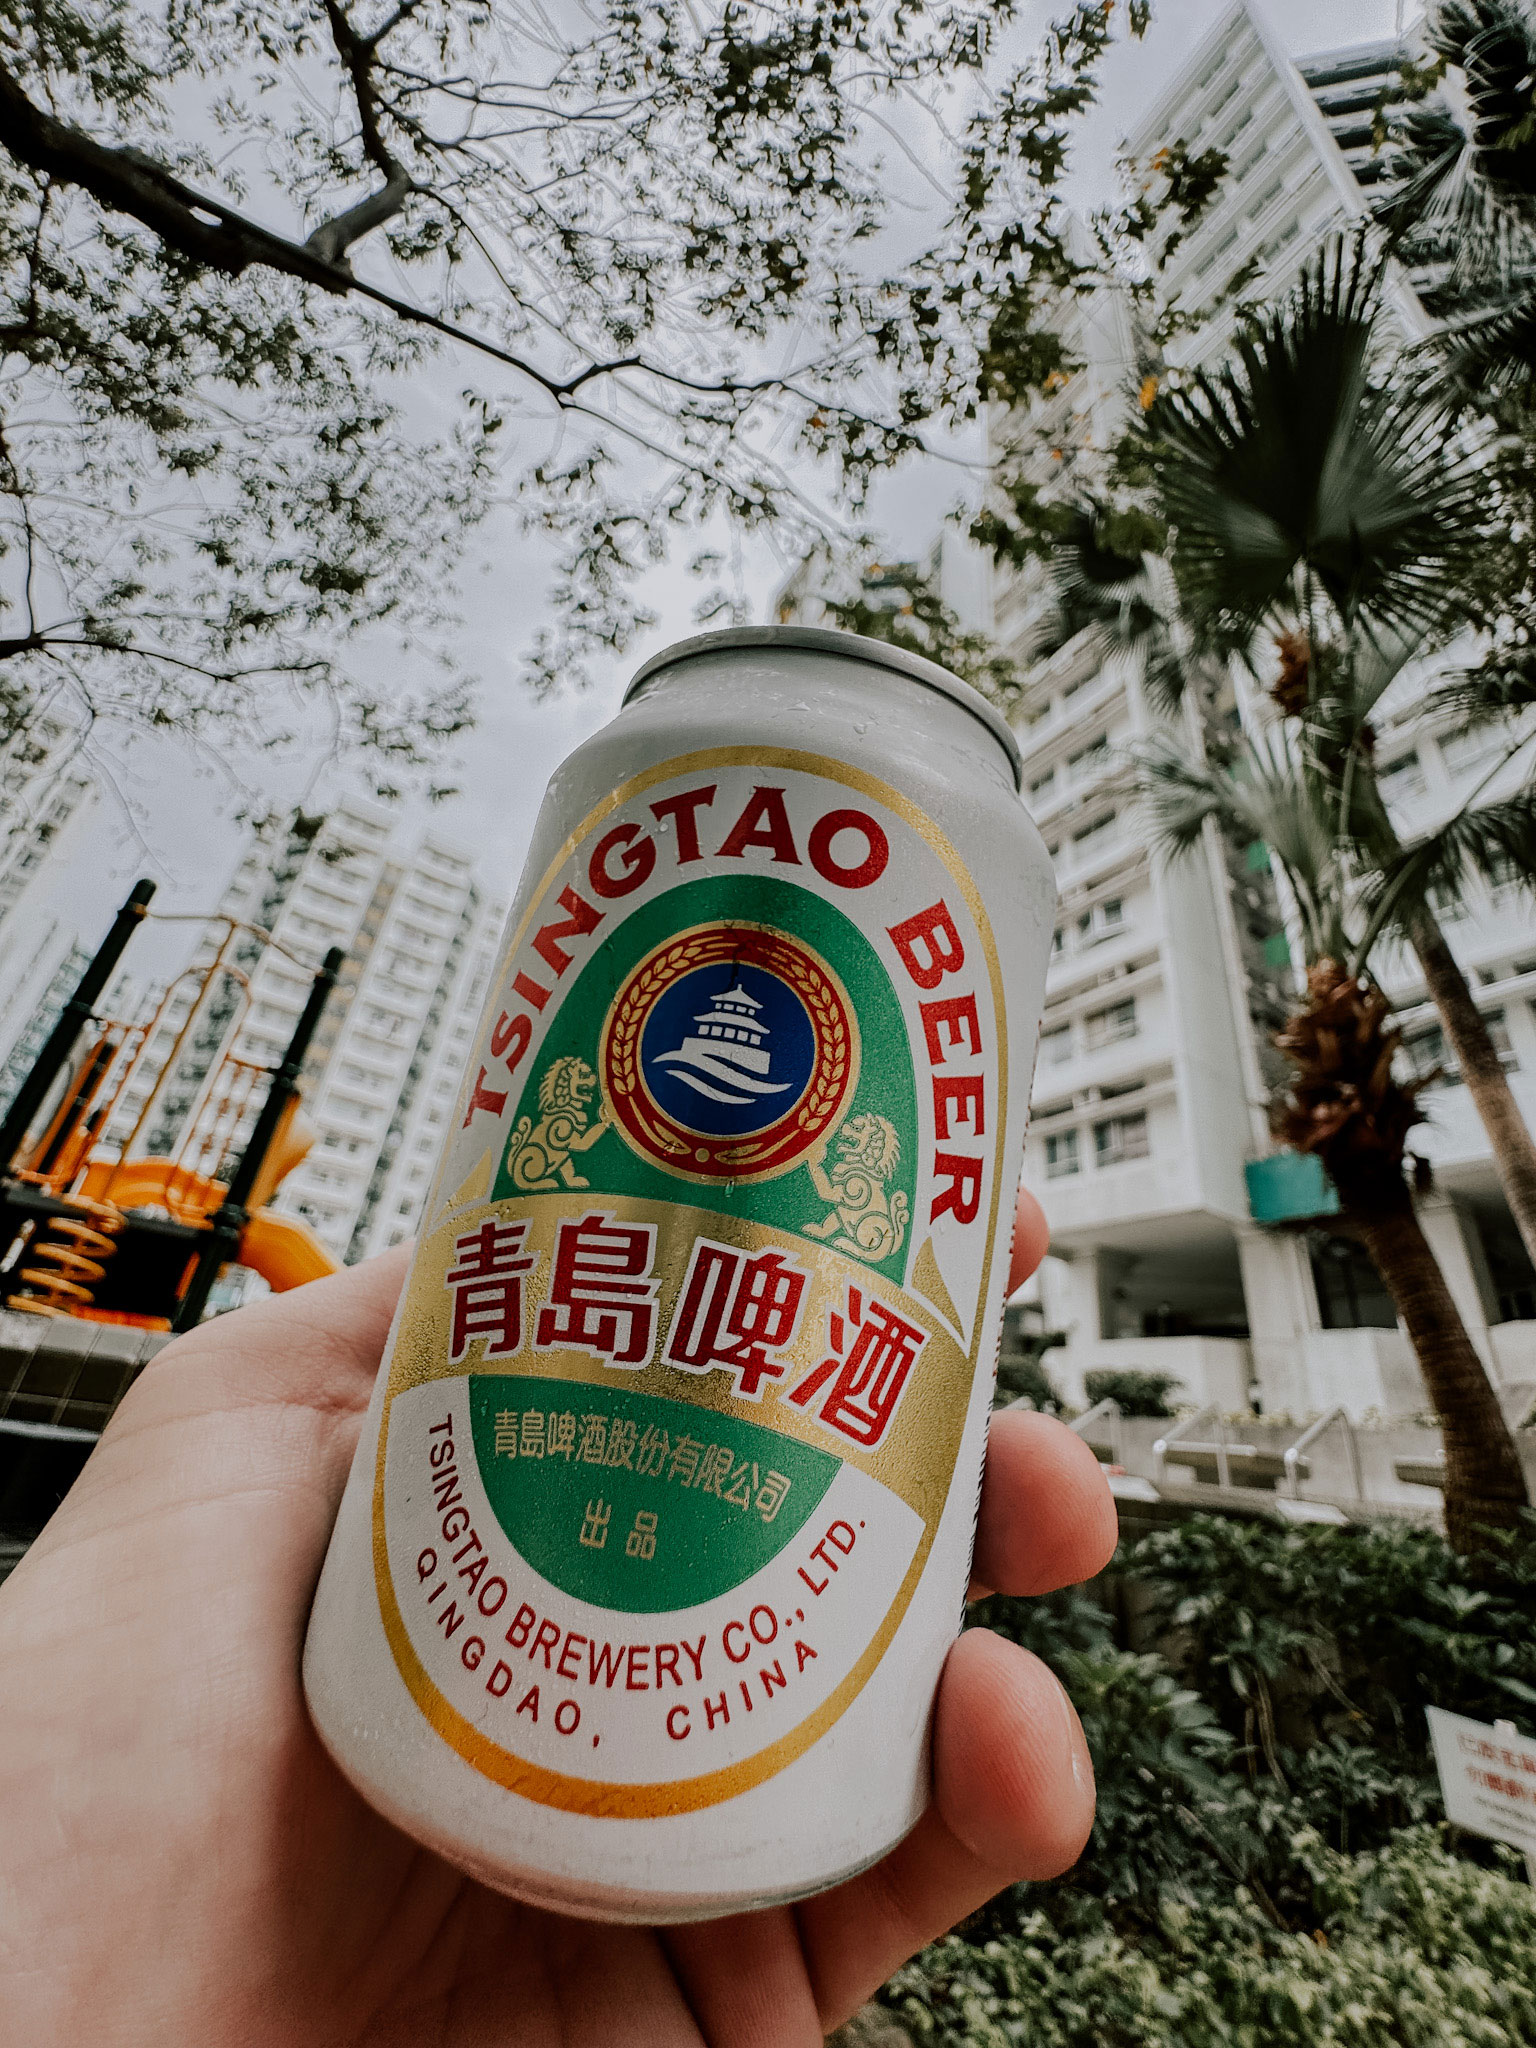 TSINGTAO BEER
青島啤酒
青島啤酒股份有限公司
出品
TSINGTAO BREWERY CO., LTD.
QINGDAO, CHINA